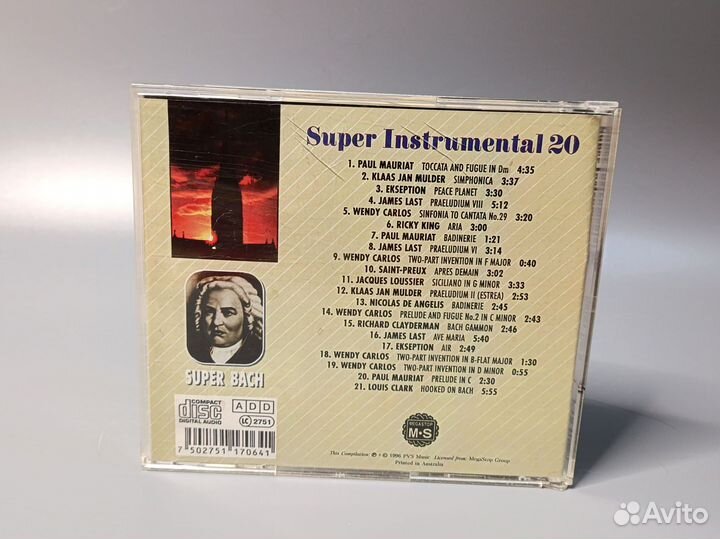 Super Instrumental 20
1. PAUL MAURIAT TOCCATA AND FUGUE IN Dm 4:35
2. KLAAS JAN MULDER SIMPHONICA 3:37
3. EKSEPTION PEACE PLANET 3:30
4. JAMES LAST PRAELUDIUM VIII 5:12
5. WENDY CARLOS SINFONIA TO CANTATA No.29 3:20
6. RICKY KING ARIA 3:00
7. PAUL MAURIAT BADINERIE 1:21
8. JAMES LAST PRAELUDIUM VI 3:14
9. WENDY CARLOS TWO-PART INVENTION IN F MAJOR 0:40
10. SAINT-PREUX APRES DEMAIN 3:02
11. JACQUES LOUSSIER SICILIANO IN G MINOR 3:33
12. KLAAS JAN MULDER PRAELUDIUM II (ESTREA) 2:53
13. NICOLAS DE ANGELIS BADINERIE 2:45
14. WENDY CARLOS PRELUDE AND FUGUE No.2 IN C MINOR 2:43
15. RICHARD CLAYDERMAN BACH GAMMON 2:46
16. JAMES LAST AVE MARIA 5:40
17. EKSEPTION AIR 2:49
18. WENDY CARLOS TWO-PART INVENTION IN B-FLAT MAJOR 1:30
19. WENDY CARLOS TWO-PART INVENTION IN D MINOR 0:55
20. PAUL MAURIAT PRELUDE IN C 2:30
21. LOUIS CLARK HOOKED ON BACH 5:55
SUPER BACH
COMPACT
disc
DIGITAL AUDIO
A D D
LC 2751
7 502751 170641
MEGASTOP
M•S
This Compilation: ℗ + © 1996 PVS Music Licensed from: MegaStop Group
Printed in Australia
Avito